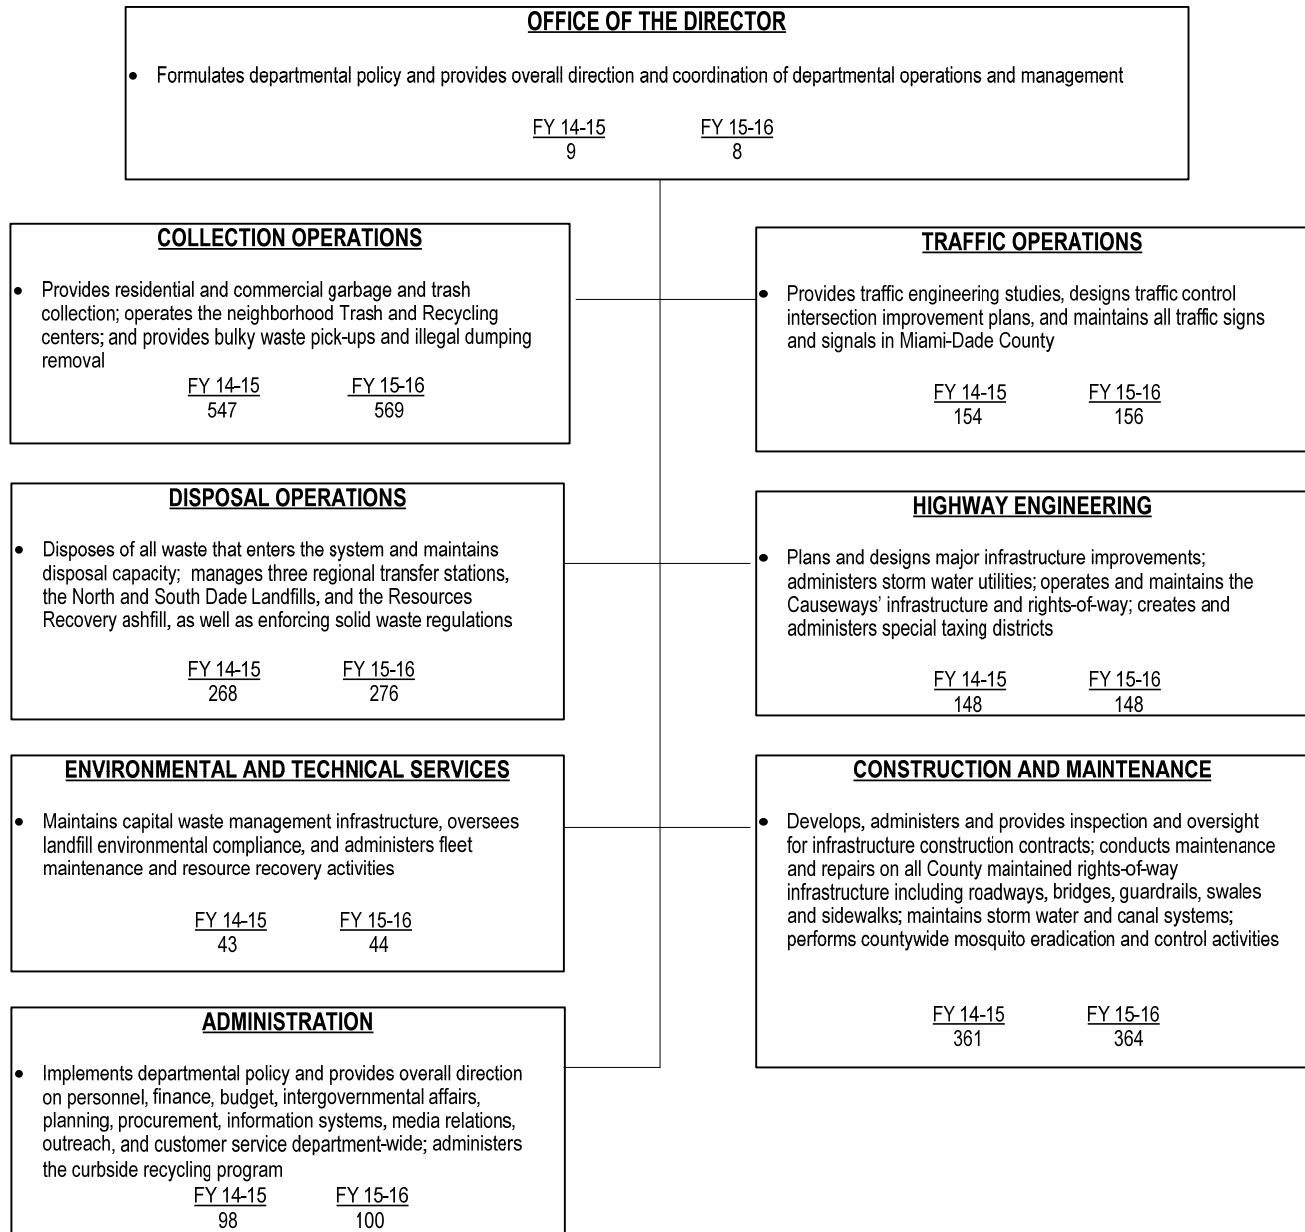 OFFICE OF THE DIRECTOR
• Formulates departmental policy and provides overall direction and coordination of departmental operations and management
FY 14-15 FY 15-16
9 8
COLLECTION OPERATIONS
• Provides residential and commercial garbage and trash
collection; operates the neighborhood Trash and Recycling
centers; and provides bulky waste pick-ups and illegal dumping
removal
FY 14-15 FY 15-16
547 569
TRAFFIC OPERATIONS
• Provides traffic engineering studies, designs traffic control
intersection improvement plans, and maintains all traffic signs
and signals in Miami-Dade County
FY 14-15 FY 15-16
154 156
DISPOSAL OPERATIONS
• Disposes of all waste that enters the system and maintains
disposal capacity; manages three regional transfer stations,
the North and South Dade Landfills, and the Resources
Recovery ashfill, as well as enforcing solid waste regulations
FY 14-15 FY 15-16
268 276
HIGHWAY ENGINEERING
• Plans and designs major infrastructure improvements;
administers storm water utilities; operates and maintains the
Causeways' infrastructure and rights-of-way; creates and
administers special taxing districts
FY 14-15 FY 15-16
148 148
ENVIRONMENTAL AND TECHNICAL SERVICES
• Maintains capital waste management infrastructure, oversees
landfill environmental compliance, and administers fleet
maintenance and resource recovery activities
FY 14-15 FY 15-16
43 44
CONSTRUCTION AND MAINTENANCE
• Develops, administers and provides inspection and oversight
for infrastructure construction contracts; conducts maintenance
and repairs on all County maintained rights-of-way
infrastructure including roadways, bridges, guardrails, swales
and sidewalks; maintains storm water and canal systems;
performs countywide mosquito eradication and control activities
FY 14-15 FY 15-16
361 364
ADMINISTRATION
• Implements departmental policy and provides overall direction
on personnel, finance, budget, intergovernmental affairs,
planning, procurement, information systems, media relations,
outreach, and customer service department-wide; administers
the curbside recycling program
FY 14-15 FY 15-16
98 100